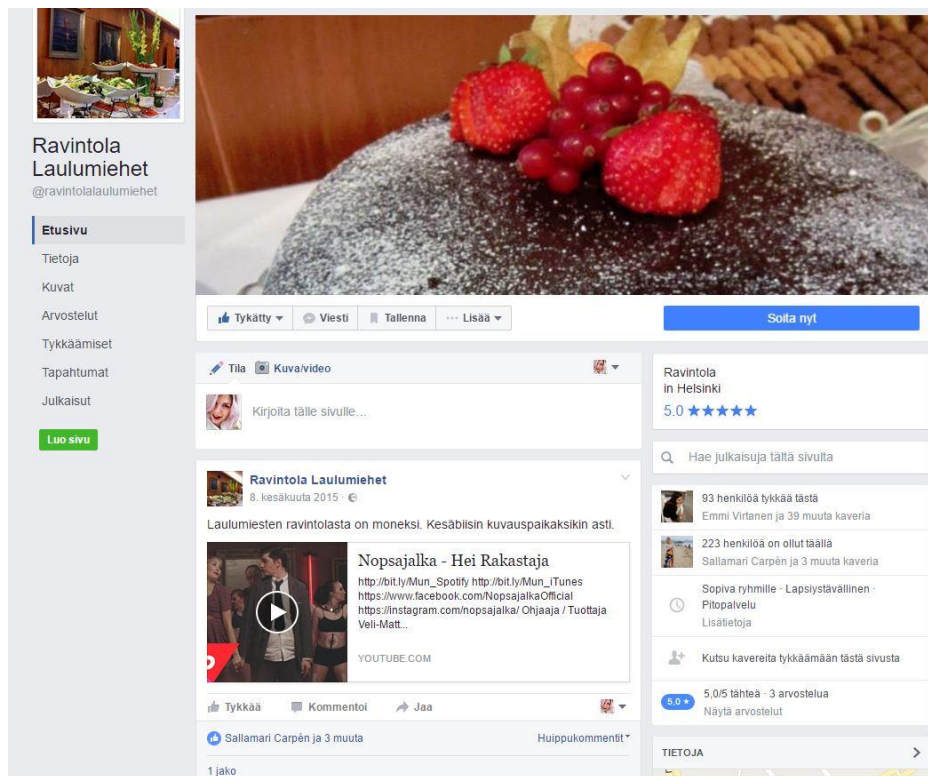 Ravintola
Laulumiehet
@ravintolalaulumiehet
Etusivu
Tietoja
Kuvat
Arvostelut
Tykkäämiset
Tapahtumat
Julkaisut
Luo sivu
Tykätty
Viesti
Tallenna
··· Lisää
Soita nyt
Tila
Kuva/video
Kirjoita tälle sivulle...
Ravintola Laulumiehet
8. kesäkuuta 2015 ·
Laulumiesten ravintolasta on moneksi. Kesäbiisin kuvauspaikaksikin asti.
Nopsajalka - Hei Rakastaja
http://bit.ly/Mun_Spotify http://bit.ly/Mun_iTunes
https://www.facebook.com/NopsajalkaOfficial
https://instagram.com/nopsajalka/ Ohjaaja / Tuottaja
Veli-Matt...
YOUTUBE.COM
Tykkää
Kommentoi
Jaa
Sallamari Carpén ja 3 muuta
Huippukommentit
1 jako
Ravintola
in Helsinki
5.0 ★★★★★
Hae julkaisuja tältä sivulta
93 henkilöä tykkää tästä
Emmi Virtanen ja 39 muuta kaveria
223 henkilöä on ollut täällä
Sallamari Carpén ja 3 muuta kaveria
Sopiva ryhmille · Lapsiystävällinen ·
Pitopalvelu
Lisätietoja
Kutsu kavereita tykkäämään tästä sivusta
5,0 ★
5,0/5 tähteä · 3 arvostelua
Näytä arvostelut
TIETOJA